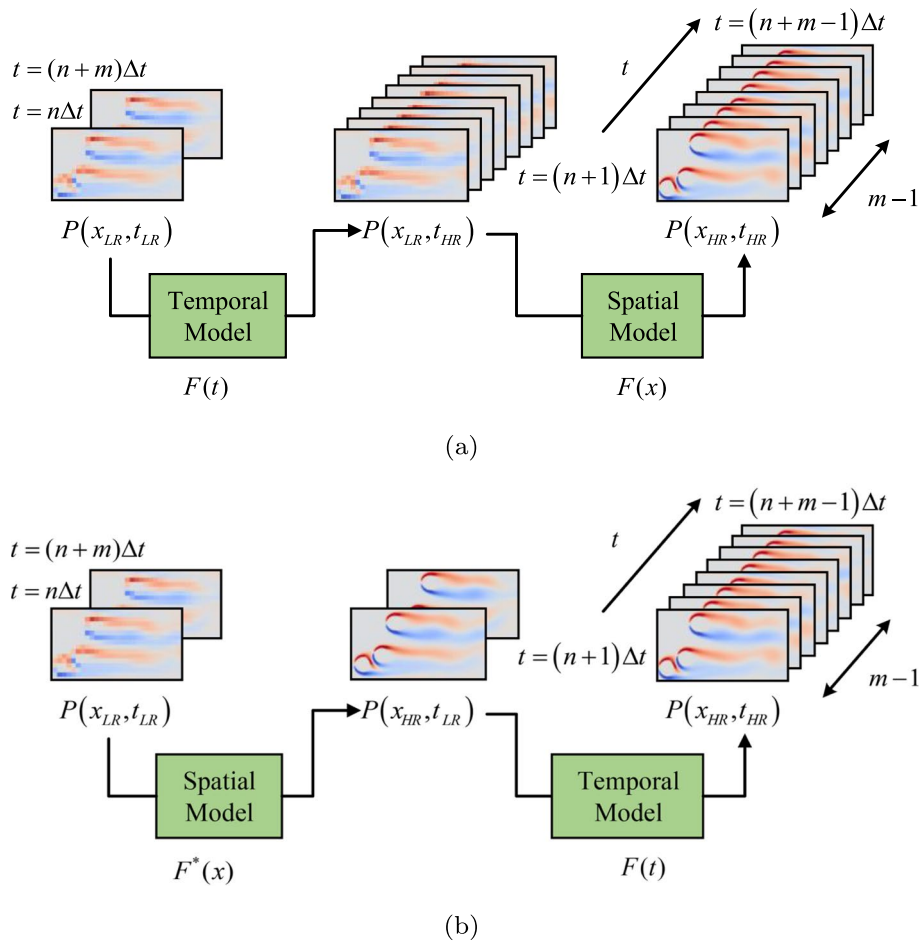 t = (n + m)Δt
t = nΔt
t
t = (n + m − 1)Δt
t = (n + 1)Δt
m − 1
P(x_LR, t_LR)
P(x_LR, t_HR)
P(x_HR, t_HR)
Temporal
Model
Spatial
Model
F(t)
F(x)
(a)
t = (n + m)Δt
t = nΔt
t
t = (n + m − 1)Δt
t = (n + 1)Δt
m − 1
P(x_LR, t_LR)
P(x_HR, t_LR)
P(x_HR, t_HR)
Spatial
Model
Temporal
Model
F*(x)
F(t)
(b)